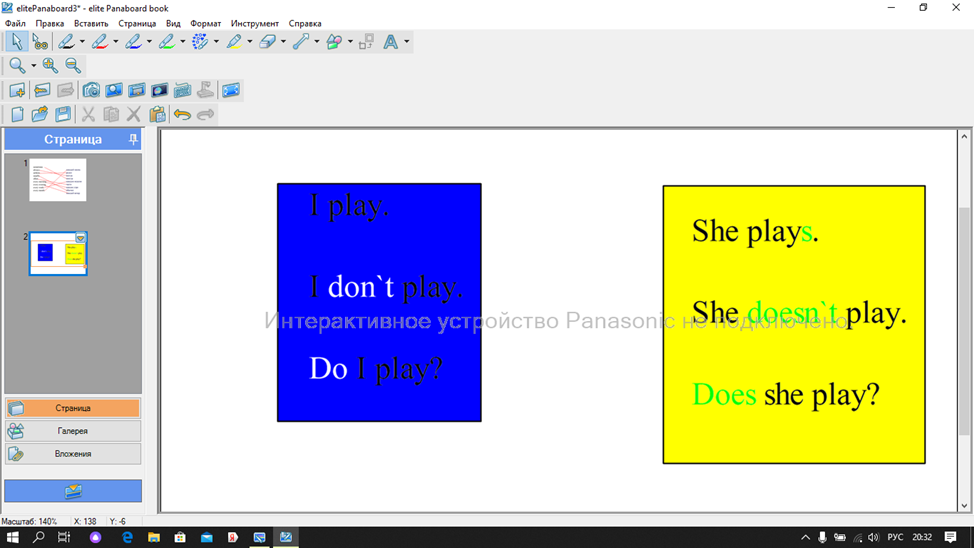 elitePanaboard3* - elite Panaboard book
Файл Правка Вставить Страница Вид Формат Инструмент Справка
Страница
1
2
Страница
Галерея
Вложения
I play.
I don`t play.
Do I play?
She plays.
She doesn`t play.
Does she play?
Интерактивное устройство Panasonic не подключено
Масштаб: 140% X: 138 Y: -6
РУС 20:32